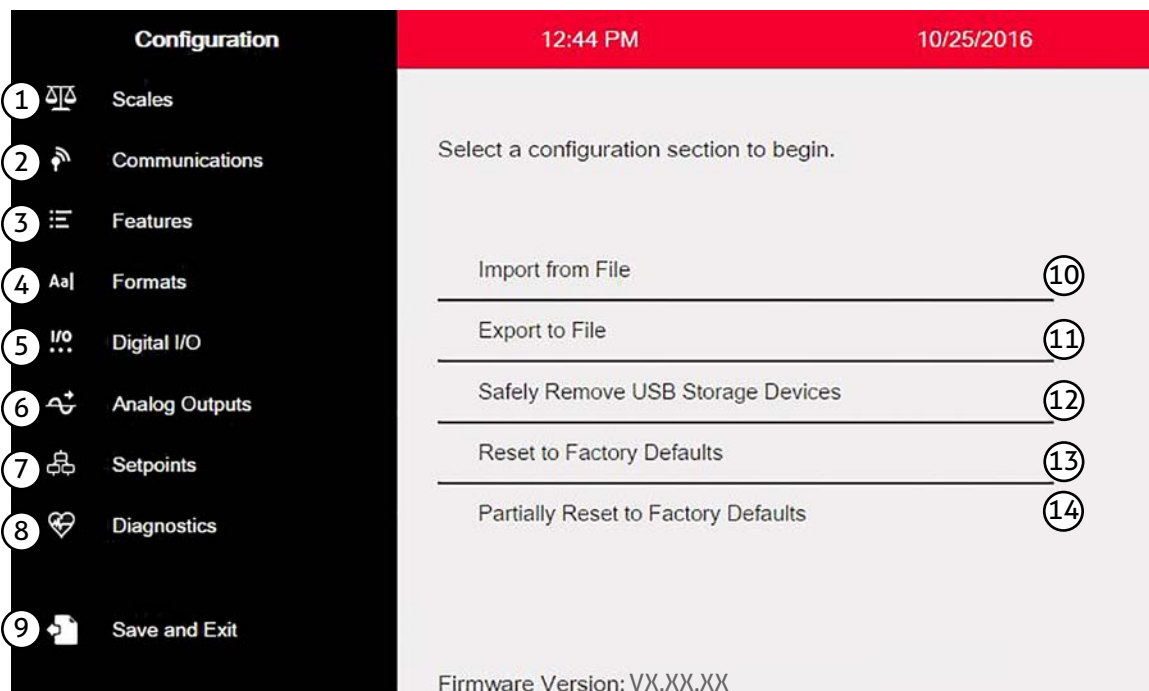 Configuration
12:44 PM
10/25/2016
1 Scales
2 Communications
3 Features
4 Aa| Formats
5 I/O Digital I/O
6 Analog Outputs
7 Setpoints
8 Diagnostics
9 Save and Exit
Select a configuration section to begin.
Import from File 10
Export to File 11
Safely Remove USB Storage Devices 12
Reset to Factory Defaults 13
Partially Reset to Factory Defaults 14
Firmware Version: VX.XX.XX